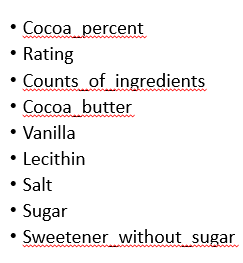 • Cocoa_percent
• Rating
• Counts_of_ingredients
• Cocoa_butter
• Vanilla
• Lecithin
• Salt
• Sugar
• Sweetener_without_sugar